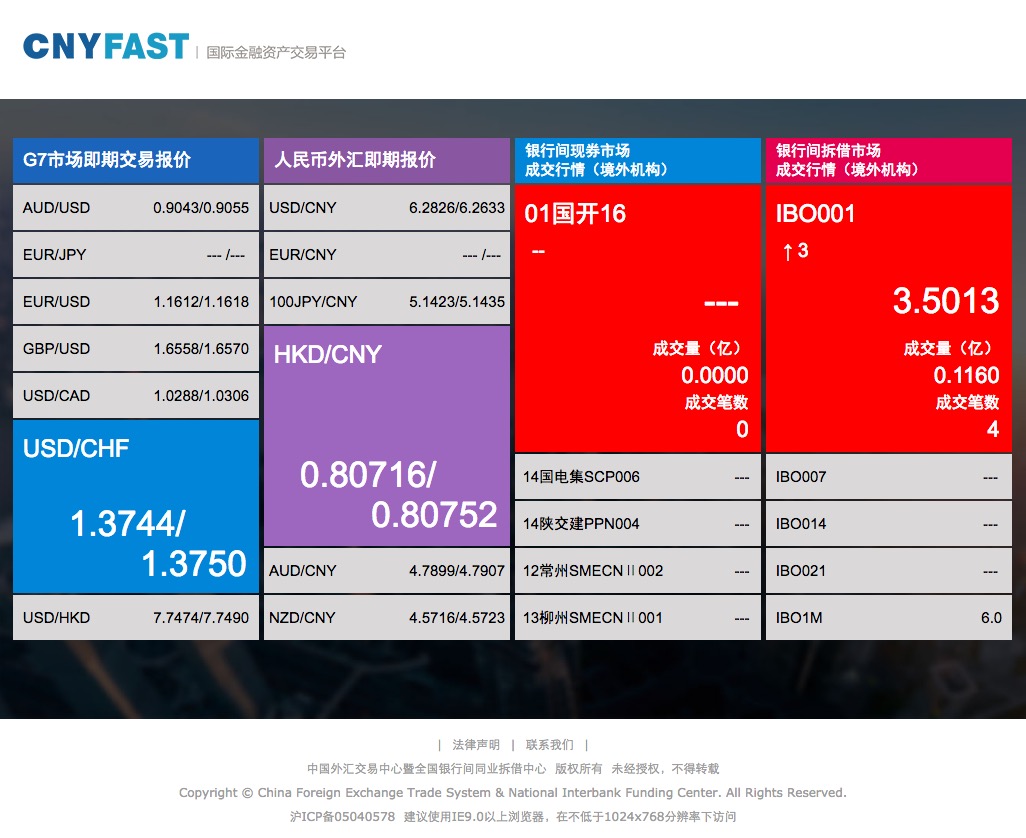 CNYFAST | 国际金融资产交易平台
G7市场即期交易报价
AUD/USD 0.9043/0.9055
EUR/JPY --- /---
EUR/USD 1.1612/1.1618
GBP/USD 1.6558/1.6570
USD/CAD 1.0288/1.0306
USD/CHF
1.3744/
1.3750
USD/HKD 7.7474/7.7490
人民币外汇即期报价
USD/CNY 6.2826/6.2633
EUR/CNY --- /---
100JPY/CNY 5.1423/5.1435
HKD/CNY
0.80716/
0.80752
AUD/CNY 4.7899/4.7907
NZD/CNY 4.5716/4.5723
银行间现券市场
成交行情（境外机构）
01国开16
--
---
成交量（亿）
0.0000
成交笔数
0
14国电集SCP006 ---
14陕交建PPN004 ---
12常州SMECNⅡ002 ---
13柳州SMECNⅡ001 ---
银行间拆借市场
成交行情（境外机构）
IBO001
↑3
3.5013
成交量（亿）
0.1160
成交笔数
4
IBO007 ---
IBO014 ---
IBO021 ---
IBO1M 6.0
| 法律声明 | 联系我们 |
中国外汇交易中心暨全国银行间同业拆借中心 版权所有 未经授权，不得转载
Copyright © China Foreign Exchange Trade System & National Interbank Funding Center. All Rights Reserved.
沪ICP备05040578 建议使用IE9.0以上浏览器，在不低于1024x768分辨率下访问